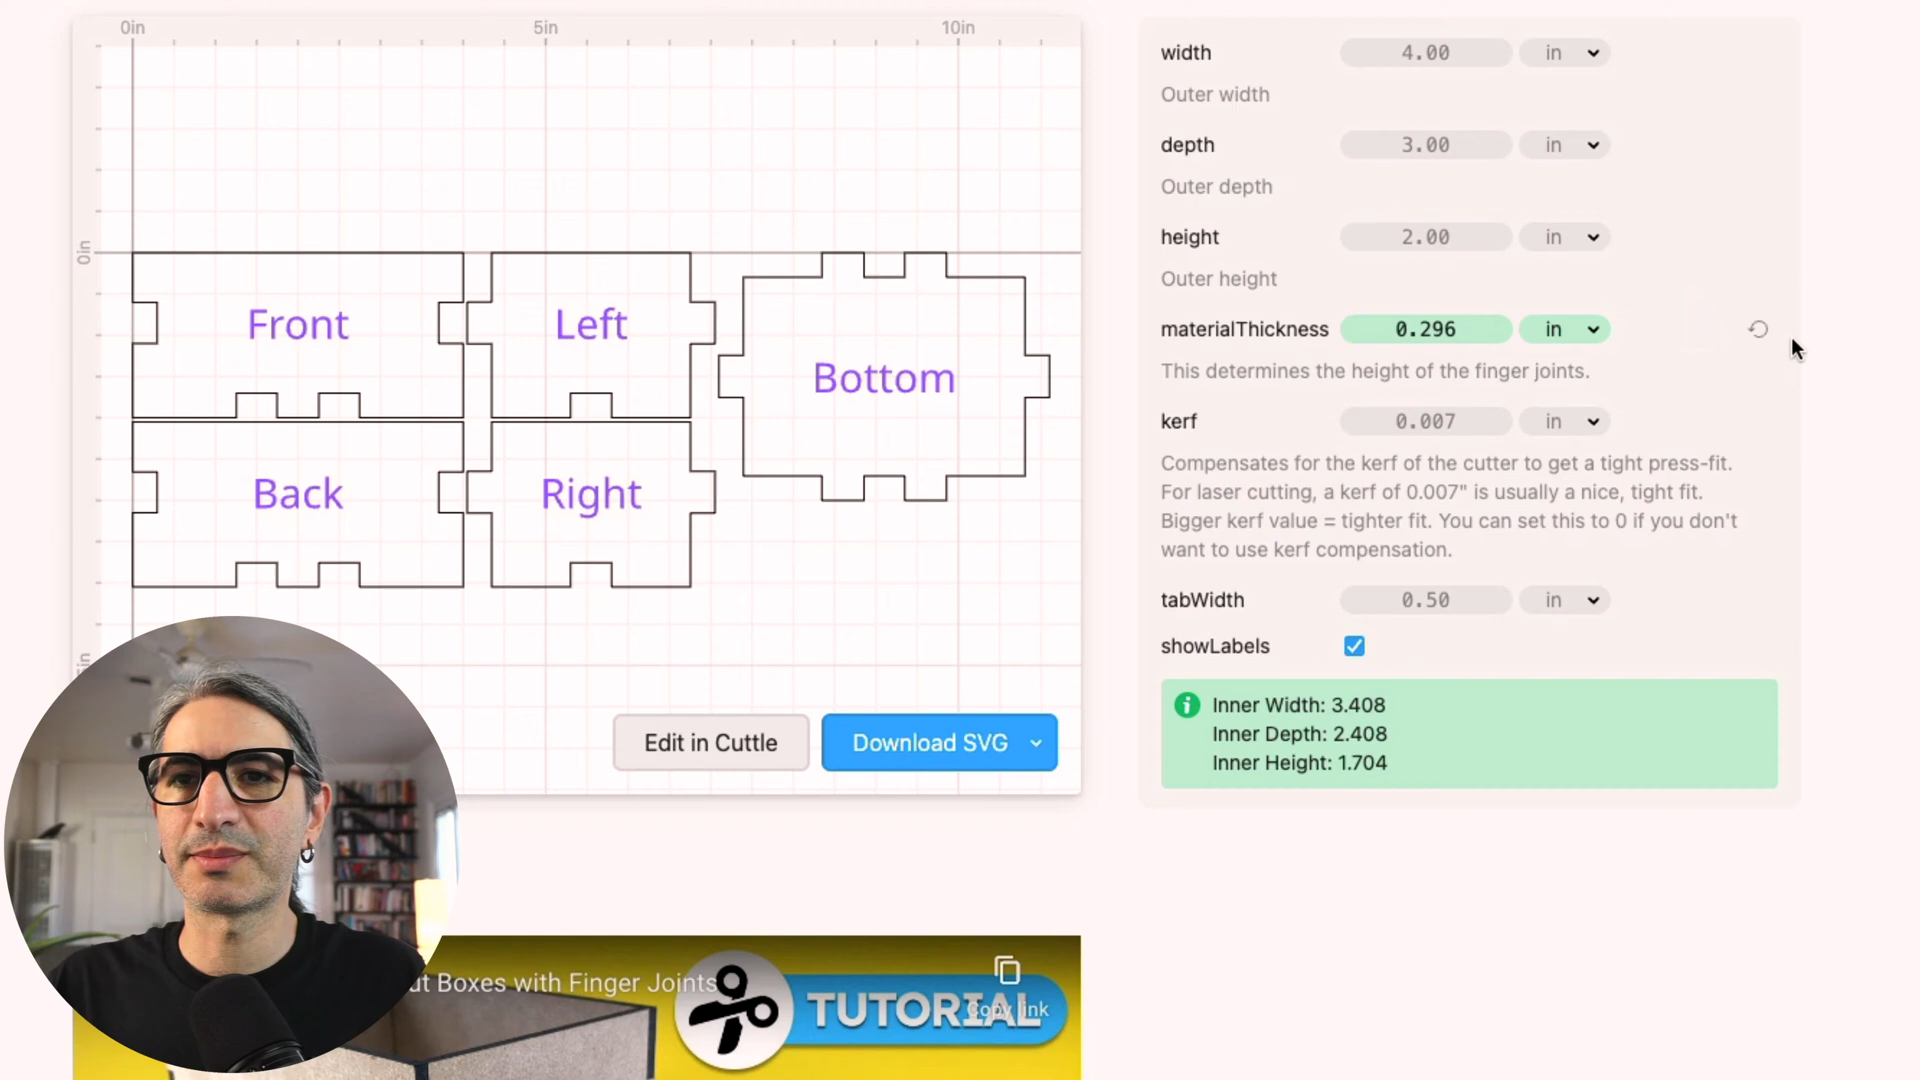 0in
5in
10in
0in
Front
Left
Bottom
Back
Right
Edit in Cuttle
Download SVG
width 4.00 in
Outer width
depth 3.00 in
Outer depth
height 2.00 in
Outer height
materialThickness 0.296 in
This determines the height of the finger joints.
kerf 0.007 in
Compensates for the kerf of the cutter to get a tight press-fit.
For laser cutting, a kerf of 0.007" is usually a nice, tight fit.
Bigger kerf value = tighter fit. You can set this to 0 if you don't
want to use kerf compensation.
tabWidth 0.50 in
showLabels
Inner Width: 3.408
Inner Depth: 2.408
Inner Height: 1.704
Boxes with Finger Joints
TUTORIAL
Copy link